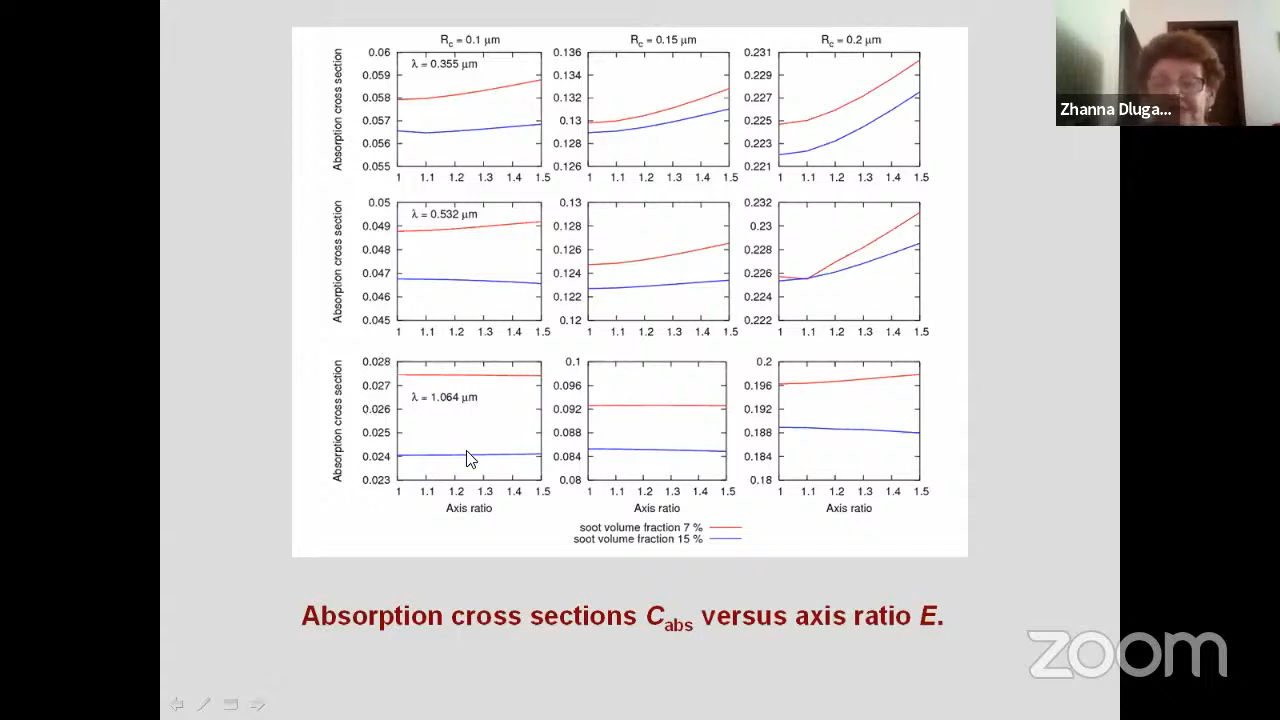 Zhanna Dluga...
R_c = 0.1 μm R_c = 0.15 μm R_c = 0.2 μm
Absorption cross section
0.06 0.059 0.058 0.057 0.056 0.055
λ = 0.355 μm
1 1.1 1.2 1.3 1.4 1.5
0.136 0.134 0.132 0.13 0.128 0.126
1 1.1 1.2 1.3 1.4 1.5
0.231 0.229 0.227 0.225 0.223 0.221
1 1.1 1.2 1.3 1.4 1.5
Absorption cross section
0.05 0.049 0.048 0.047 0.046 0.045
λ = 0.532 μm
1 1.1 1.2 1.3 1.4 1.5
0.13 0.128 0.126 0.124 0.122 0.12
1 1.1 1.2 1.3 1.4 1.5
0.232 0.23 0.228 0.226 0.224 0.222
1 1.1 1.2 1.3 1.4 1.5
Absorption cross section
0.028 0.027 0.026 0.025 0.024 0.023
λ = 1.064 μm
1 1.1 1.2 1.3 1.4 1.5
Axis ratio
0.1 0.096 0.092 0.088 0.084 0.08
1 1.1 1.2 1.3 1.4 1.5
Axis ratio
0.2 0.196 0.192 0.188 0.184 0.18
1 1.1 1.2 1.3 1.4 1.5
Axis ratio
soot volume fraction 7 %
soot volume fraction 15 %
Absorption cross sections C_abs versus axis ratio E.
zoom